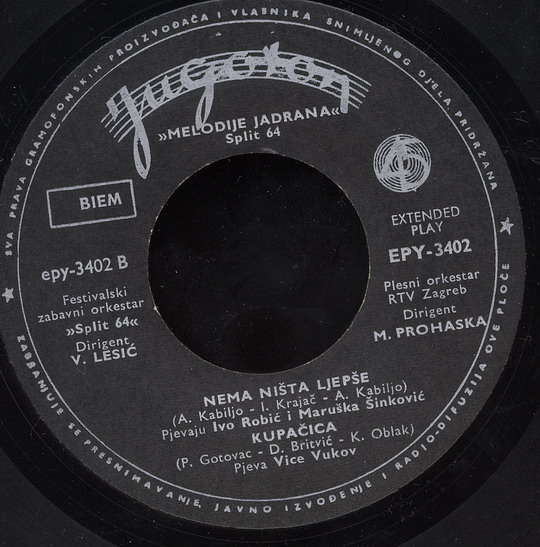 SVA PRAVA GRAMOFONSKIH PROIZVOĐAČA I VLASNIKA SNIMLJENOG DJELA PRIDRŽANA
Jugoton
»MELODIJE JADRANA«
Split 64
BIEM
epy-3402 B
Festivalski
zabavni orkestar
»Split 64«
Dirigent
V. LESIĆ
EXTENDED
PLAY
EPY-3402
Plesni orkestar
RTV Zagreb
Dirigent
M. PROHASKA
NEMA NIŠTA LJEPŠE
(A. Kabiljo - I. Krajač - A. Kabiljo)
Pjevaju Ivo Robić i Maruška Šinković
KUPAČICA
(P. Gotovac - D. Britvić - K. Oblak)
Pjeva Vice Vukov
ZABRANJUJE SE PRESNIMAVANJE, JAVNO IZVOĐENJE I RADIO-DIFUZIJA OVE PLOČE